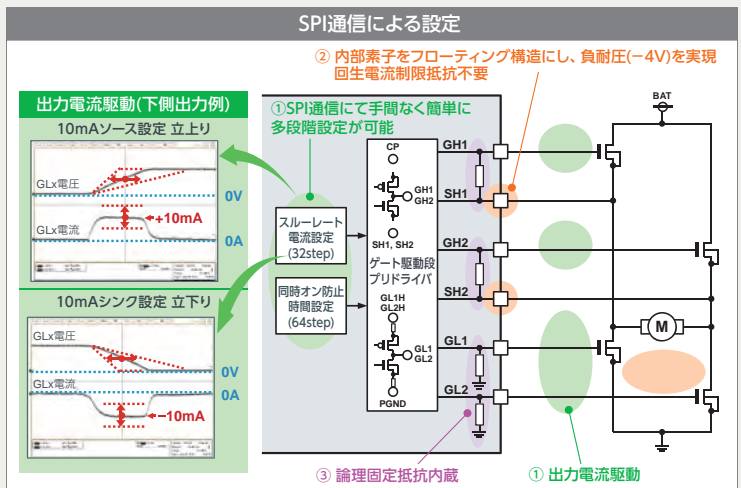 SPI通信による設定
② 内部素子をフローティング構造にし、負耐圧(−4V)を実現
回生電流制限抵抗不要
出力電流駆動(下側出力例)
10mAソース設定 立上り
GLx電圧
0V
+10mA
GLx電流
0A
10mAシンク設定 立下り
GLx電圧
0V
GLx電流
0A
−10mA
①SPI通信にて手間なく簡単に
多段階設定が可能
スルーレート
電流設定
(32step)
同時オン防止
時間設定
(64step)
CP
GH1
GH2
SH1, SH2
ゲート駆動段
プリドライバ
GL1H
GL2H
GL1
GL2
PGND
GH1
SH1
GH2
SH2
GL1
GL2
BAT
M
③ 論理固定抵抗内蔵
① 出力電流駆動